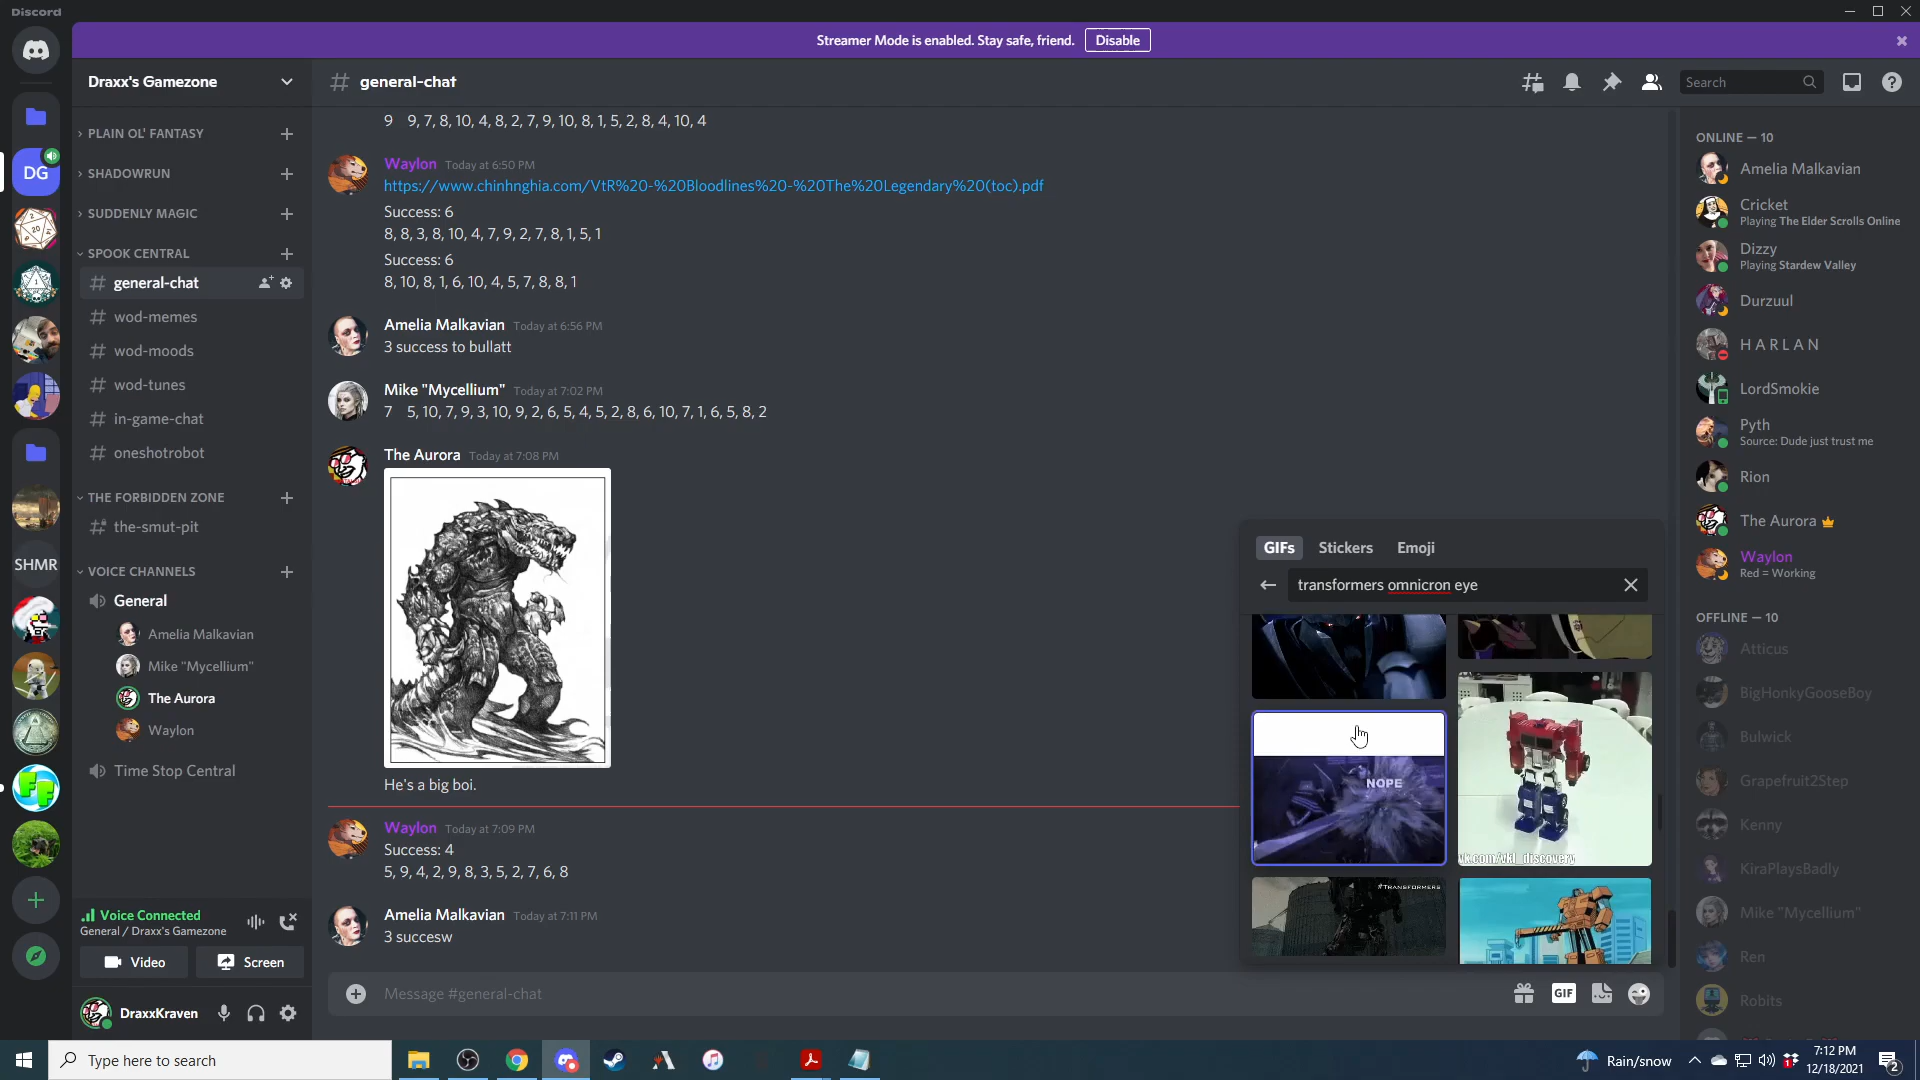 Discord
Streamer Mode is enabled. Stay safe, friend. Disable
DG
SHMR
Draxx's Gamezone
PLAIN OL' FANTASY
SHADOWRUN
SUDDENLY MAGIC
SPOOK CENTRAL
general-chat
wod-memes
wod-moods
wod-tunes
in-game-chat
oneshotrobot
THE FORBIDDEN ZONE
the-smut-pit
VOICE CHANNELS
General
Amelia Malkavian
Mike "Mycellium"
The Aurora
Waylon
Time Stop Central
Voice Connected
General / Draxx's Gamezone
Video
Screen
DraxxKraven
general-chat
Search
9 9, 7, 8, 10, 4, 8, 2, 7, 9, 10, 8, 1, 5, 2, 8, 4, 10, 4
Waylon Today at 6:50 PM
https://www.chinhnghia.com/VtR%20-%20Bloodlines%20-%20The%20Legendary%20(toc).pdf
Success: 6
8, 8, 3, 8, 10, 4, 7, 9, 2, 7, 8, 1, 5, 1
Success: 6
8, 10, 8, 1, 6, 10, 4, 5, 7, 8, 8, 1
Amelia Malkavian Today at 6:56 PM
3 success to bullatt
Mike "Mycellium" Today at 7:02 PM
7 5, 10, 7, 9, 3, 10, 9, 2, 6, 5, 4, 5, 2, 8, 6, 10, 7, 1, 6, 5, 8, 2
The Aurora Today at 7:08 PM
He's a big boi.
Waylon Today at 7:09 PM
Success: 4
5, 9, 4, 2, 9, 8, 3, 5, 2, 7, 6, 8
Amelia Malkavian Today at 7:11 PM
3 succesw
Message #general-chat
GIF
GIFs Stickers Emoji
transformers omnicron eye
NOPE
vk.com/vkl_discovery
#TRANSFORMERS
ONLINE — 10
Amelia Malkavian
Cricket
Playing The Elder Scrolls Online
Dizzy
Playing Stardew Valley
Durzuul
H A R L A N
LordSmokie
Pyth
Source: Dude just trust me
Rion
The Aurora
Waylon
Red = Working
OFFLINE — 10
Atticus
BigHonkyGooseBoy
Bulwick
Grapefruit2Step
Kenny
KiraPlaysBadly
Mike "Mycellium"
Ren
Robits
Type here to search
Rain/snow
7:12 PM
12/18/2021
2